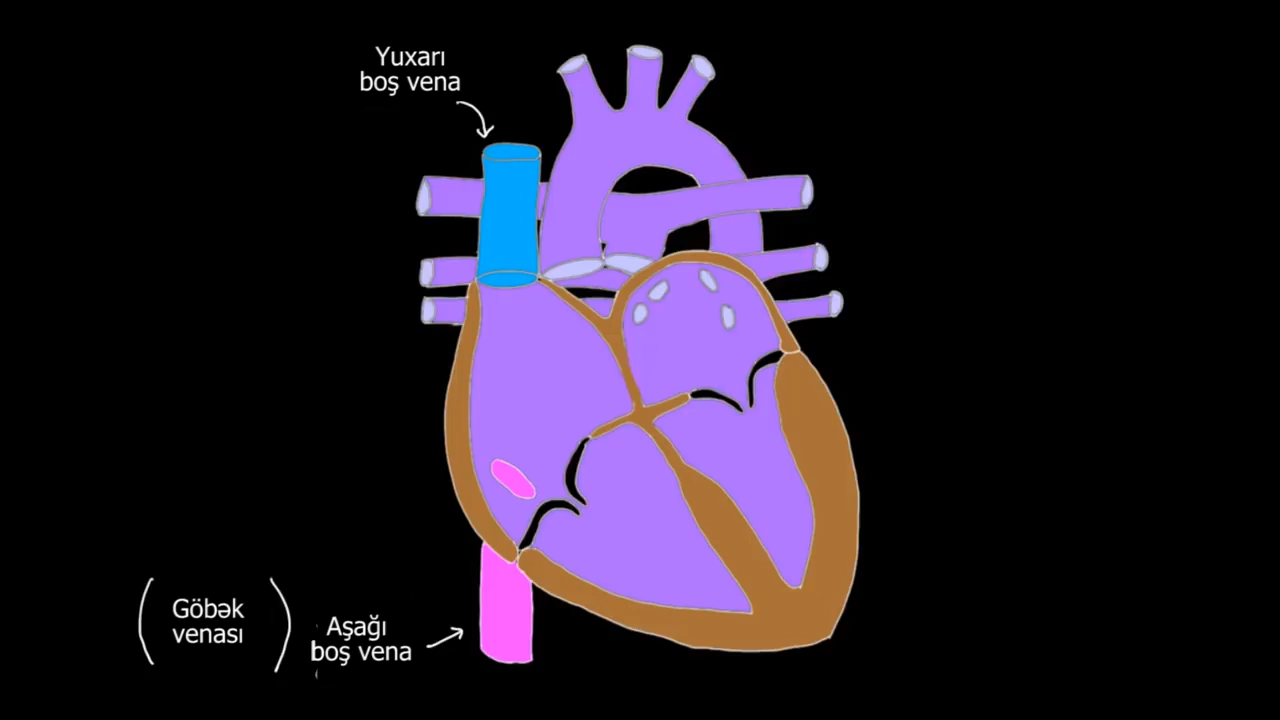 Yuxarı
boş vena
Göbək
venası
Aşağı
boş vena